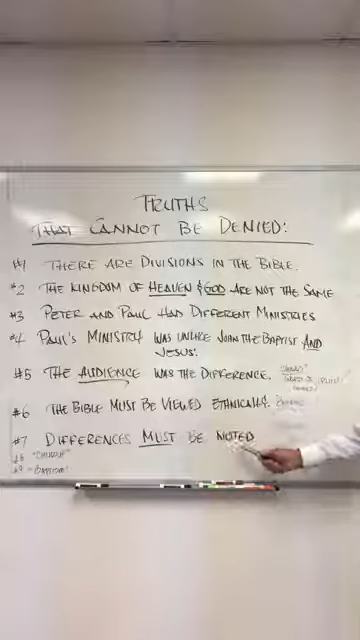 TRUTHS
THAT CANNOT BE DENIED:
#1 THERE ARE DIVISIONS IN THE BIBLE.
#2 THE KINGDOM OF HEAVEN & GOD ARE NOT THE SAME
#3 PETER AND PAUL HAD DIFFERENT MINISTRIES
#4 PAUL'S MINISTRY WAS UNLIKE JOHN THE BAPTIST AND
JESUS'.
#5 THE AUDIENCE WAS THE DIFFERENCE.
#6 THE BIBLE MUST BE VIEWED ETHNICALLY.
#7 DIFFERENCES MUST BE NOTED
#8 "CHURCH"
#9 "BAPTISM"